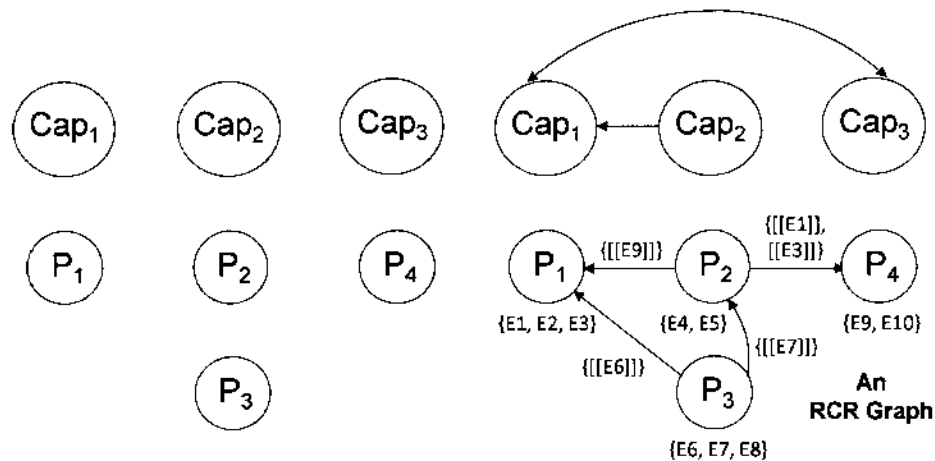 Cap₁ Cap₂ Cap₃ Cap₁ Cap₂ Cap₃
{[[E1]],
[[E3]]}
{[[E9]]}
P₁ P₂ P₄ P₁ P₂ P₄
{E1, E2, E3} {E4, E5} {E9, E10}
{[[E6]]} {[[E7]]}
P₃ P₃
An
RCR Graph
{E6, E7, E8}